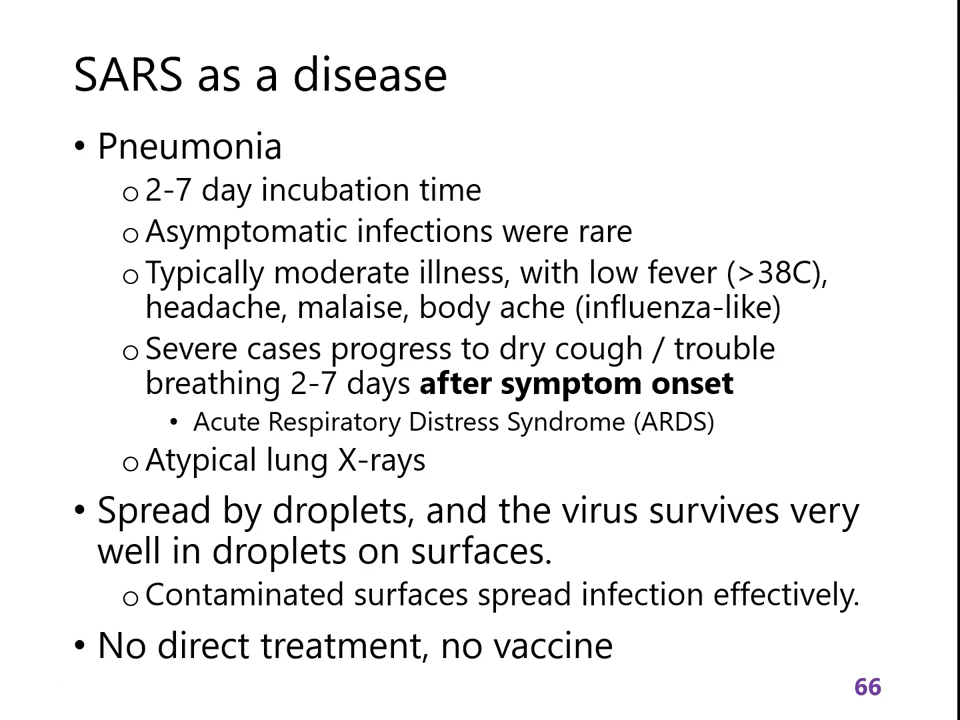 SARS as a disease
• Pneumonia
o 2-7 day incubation time
o Asymptomatic infections were rare
o Typically moderate illness, with low fever (>38C),
headache, malaise, body ache (influenza-like)
o Severe cases progress to dry cough / trouble
breathing 2-7 days after symptom onset
• Acute Respiratory Distress Syndrome (ARDS)
o Atypical lung X-rays
• Spread by droplets, and the virus survives very
well in droplets on surfaces.
o Contaminated surfaces spread infection effectively.
• No direct treatment, no vaccine
66